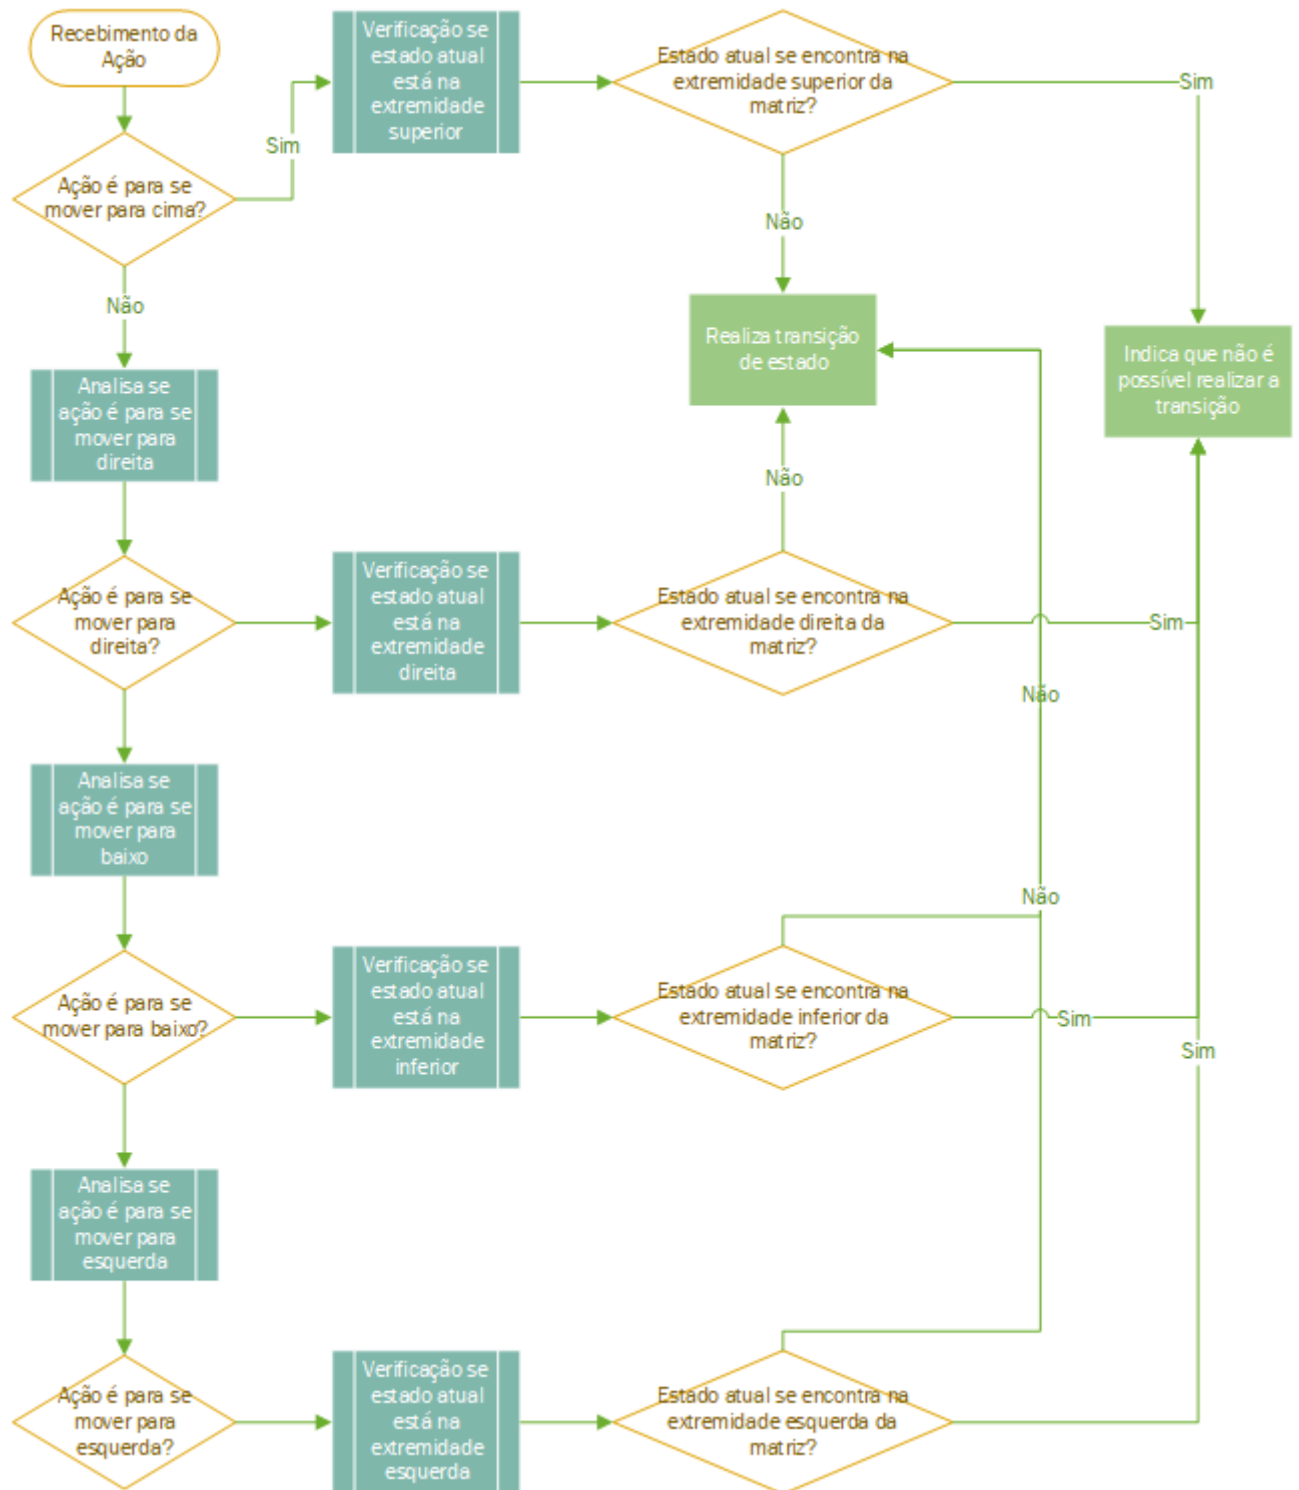 Recebimento da
Ação
Verificação se
estado atual
está na
extremidade
superior
Estado atual se encontra na
extremidade superior da
matriz?
Sim
Sim
Ação é para se
mover para cima?
Não
Não
Realiza transição
de estado
Indica que não é
possível realizar a
transição
Analisa se
ação é para se
mover para
direita
Não
Ação é para se
mover para
direita?
Verificação se
estado atual
está na
extremidade
direita
Estado atual se encontra na
extremidade direita da
matriz?
Sim
Não
Analisa se
ação é para se
mover para
baixo
Não
Ação é para se
mover para baixo?
Verificação se
estado atual
está na
extremidade
inferior
Estado atual se encontra na
extremidade inferior da
matriz?
Sim
Sim
Analisa se
ação é para se
mover para
esquerda
Ação é para se
mover para
esquerda?
Verificação se
estado atual
está na
extremidade
esquerda
Estado atual se encontra na
extremidade esquerda da
matriz?